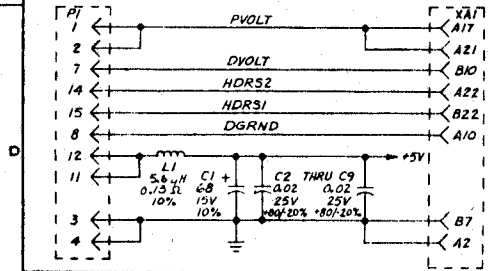 P1 XA1
1 PVOLT A17
2 A21
7 DVOLT B10
14 HDRS2 A22
15 HDRS1 B22
8 DGRND A10
D
12 +5V
11
L1
5.6 µH
0.15 Ω
10%
C1 +
68
15V
10%
C2 THRU C9
0.02 0.02
25V 25V
+80/-20% +80/-20%
3 B7
4 A2